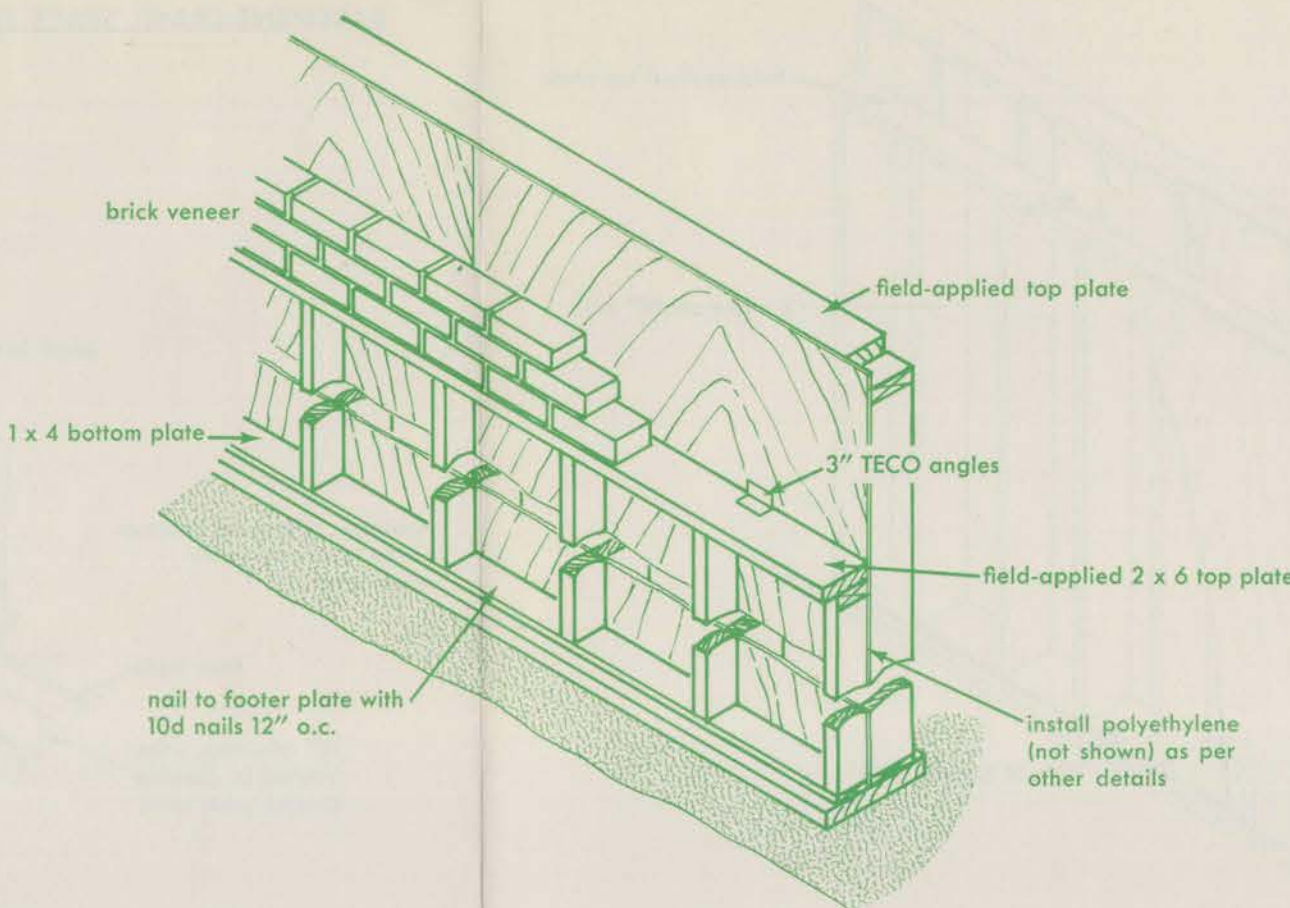 brick veneer
field-applied top plate
1 x 4 bottom plate
3" TECO angles
field-applied 2 x 6 top plate
nail to footer plate with
10d nails 12" o.c.
install polyethylene
(not shown) as per
other details